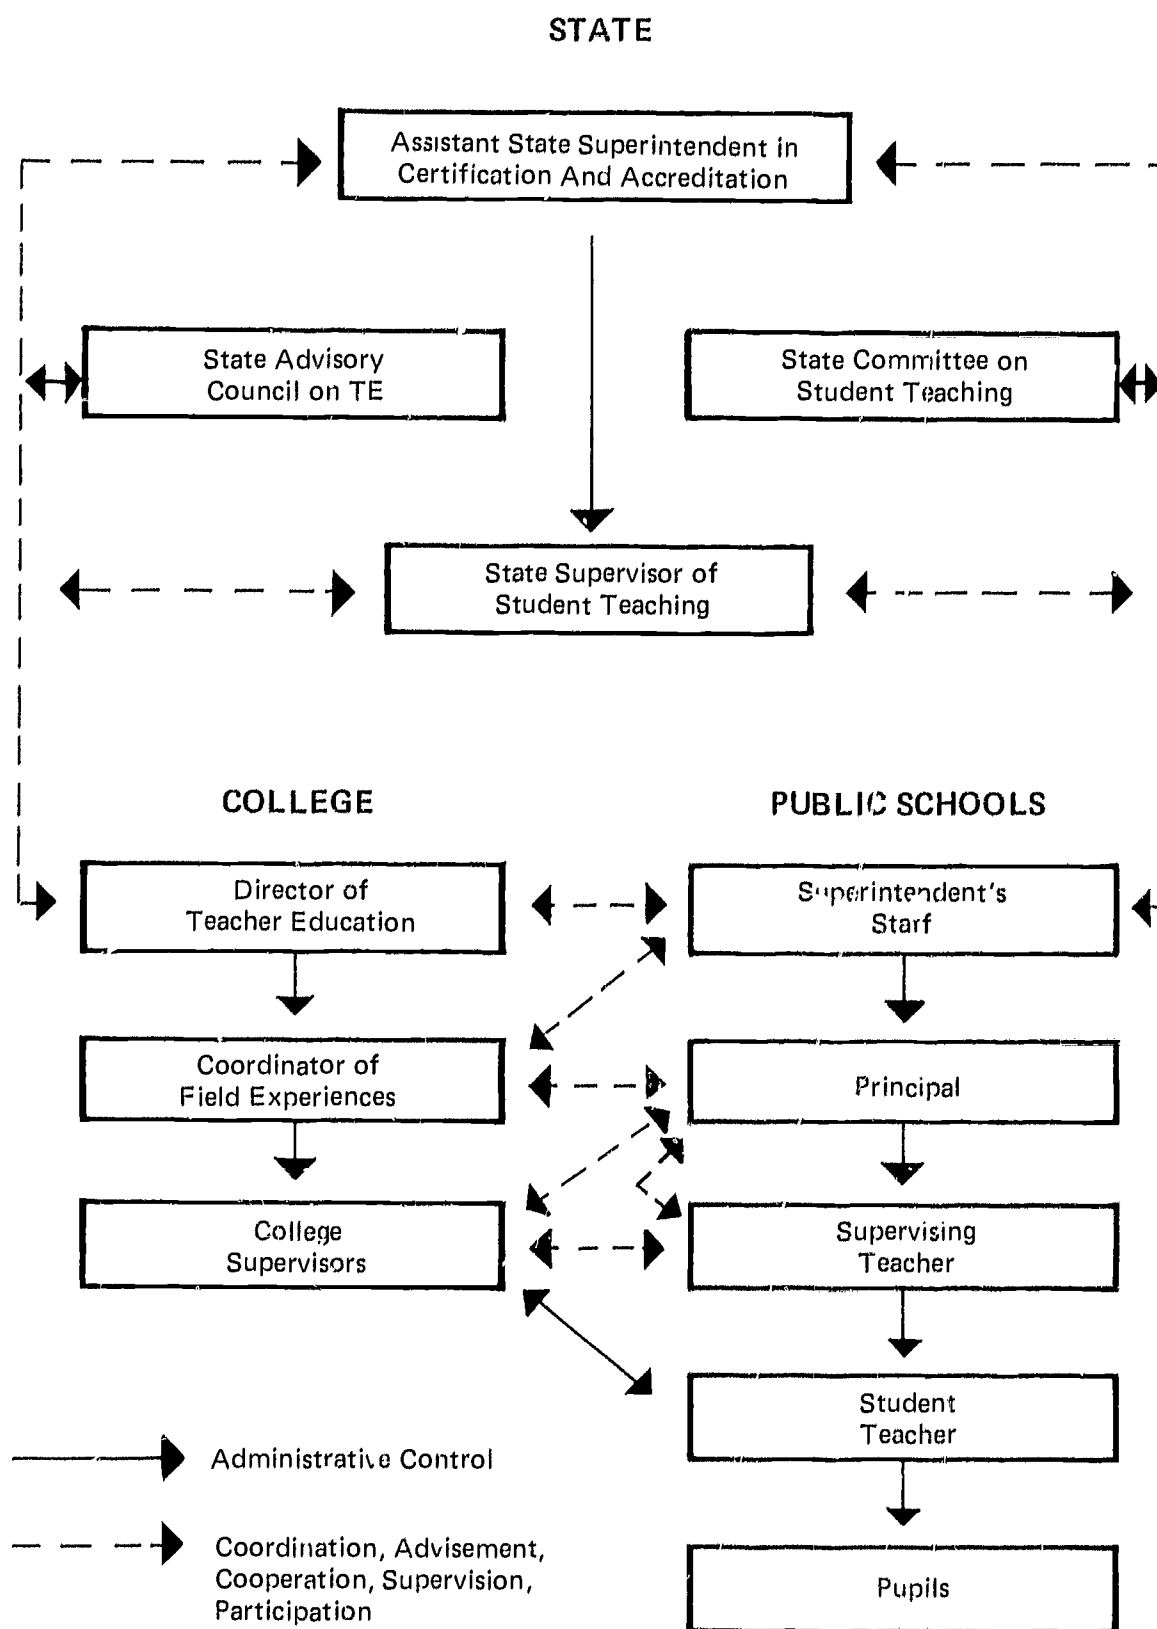 STATE
Assistant State Superintendent in
Certification And Accreditation
State Advisory
Council on TE
State Committee on
Student Teaching
State Supervisor of
Student Teaching
COLLEGE
PUBLIC SCHOOLS
Director of
Teacher Education
Superintendent's
Starf
Coordinator of
Field Experiences
Principal
College
Supervisors
Supervising
Teacher
Student
Teacher
Administrative Control
Coordination, Advisement,
Cooperation, Supervision,
Participation
Pupils